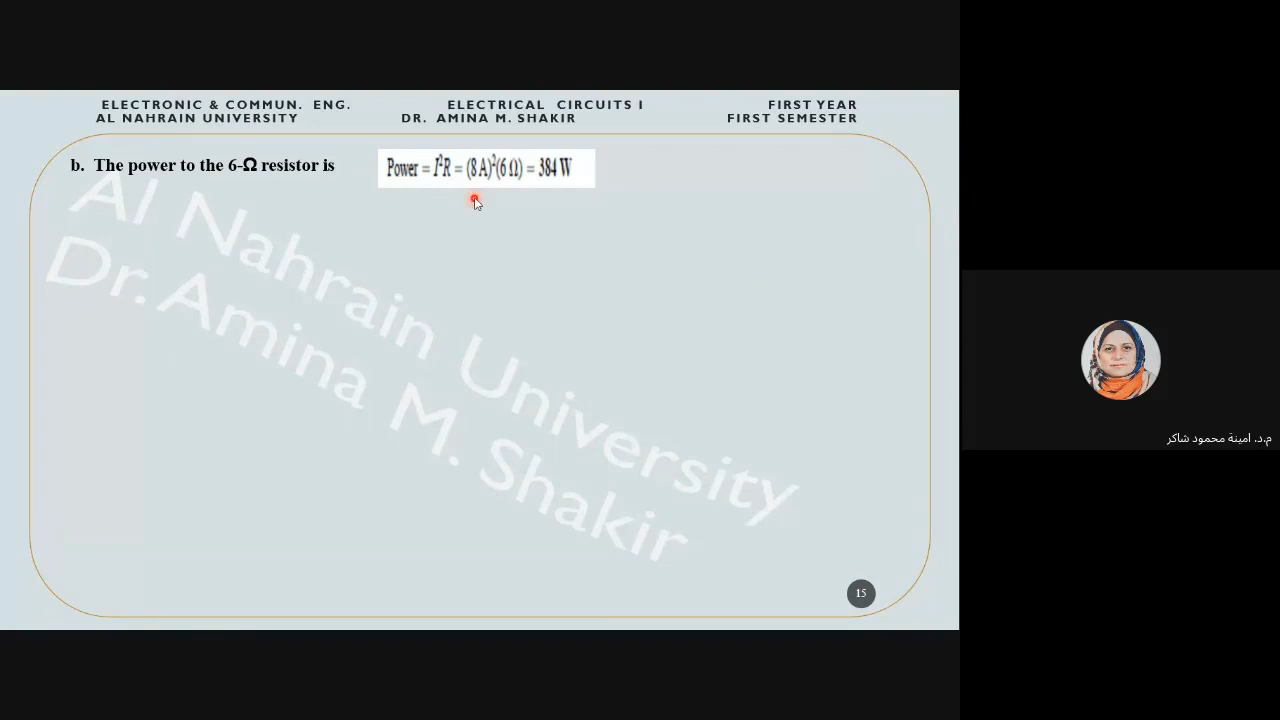 ELECTRONIC & COMMUN. ENG. ELECTRICAL CIRCUITS I FIRST YEAR
AL NAHRAIN UNIVERSITY DR. AMINA M. SHAKIR FIRST SEMESTER
b. The power to the 6-Ω resistor is Power = I²R = (8 A)²(6 Ω) = 384 W
Al Nahrain University
Dr. Amina M. Shakir
م.د. امينة محمود شاكر
15